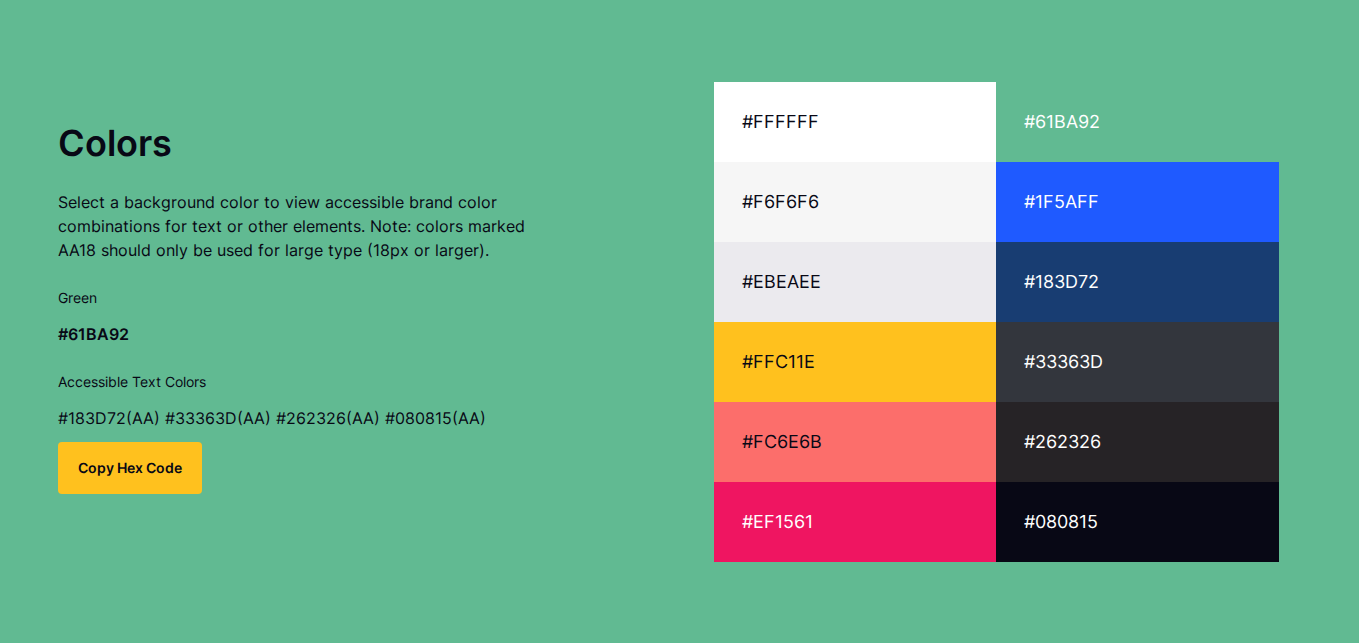 Colors
Select a background color to view accessible brand color
combinations for text or other elements. Note: colors marked
AA18 should only be used for large type (18px or larger).
Green
#61BA92
Accessible Text Colors
#183D72(AA) #33363D(AA) #262326(AA) #080815(AA)
Copy Hex Code
#FFFFFF
#61BA92
#F6F6F6
#1F5AFF
#EBEAEE
#183D72
#FFC11E
#33363D
#FC6E6B
#262326
#EF1561
#080815